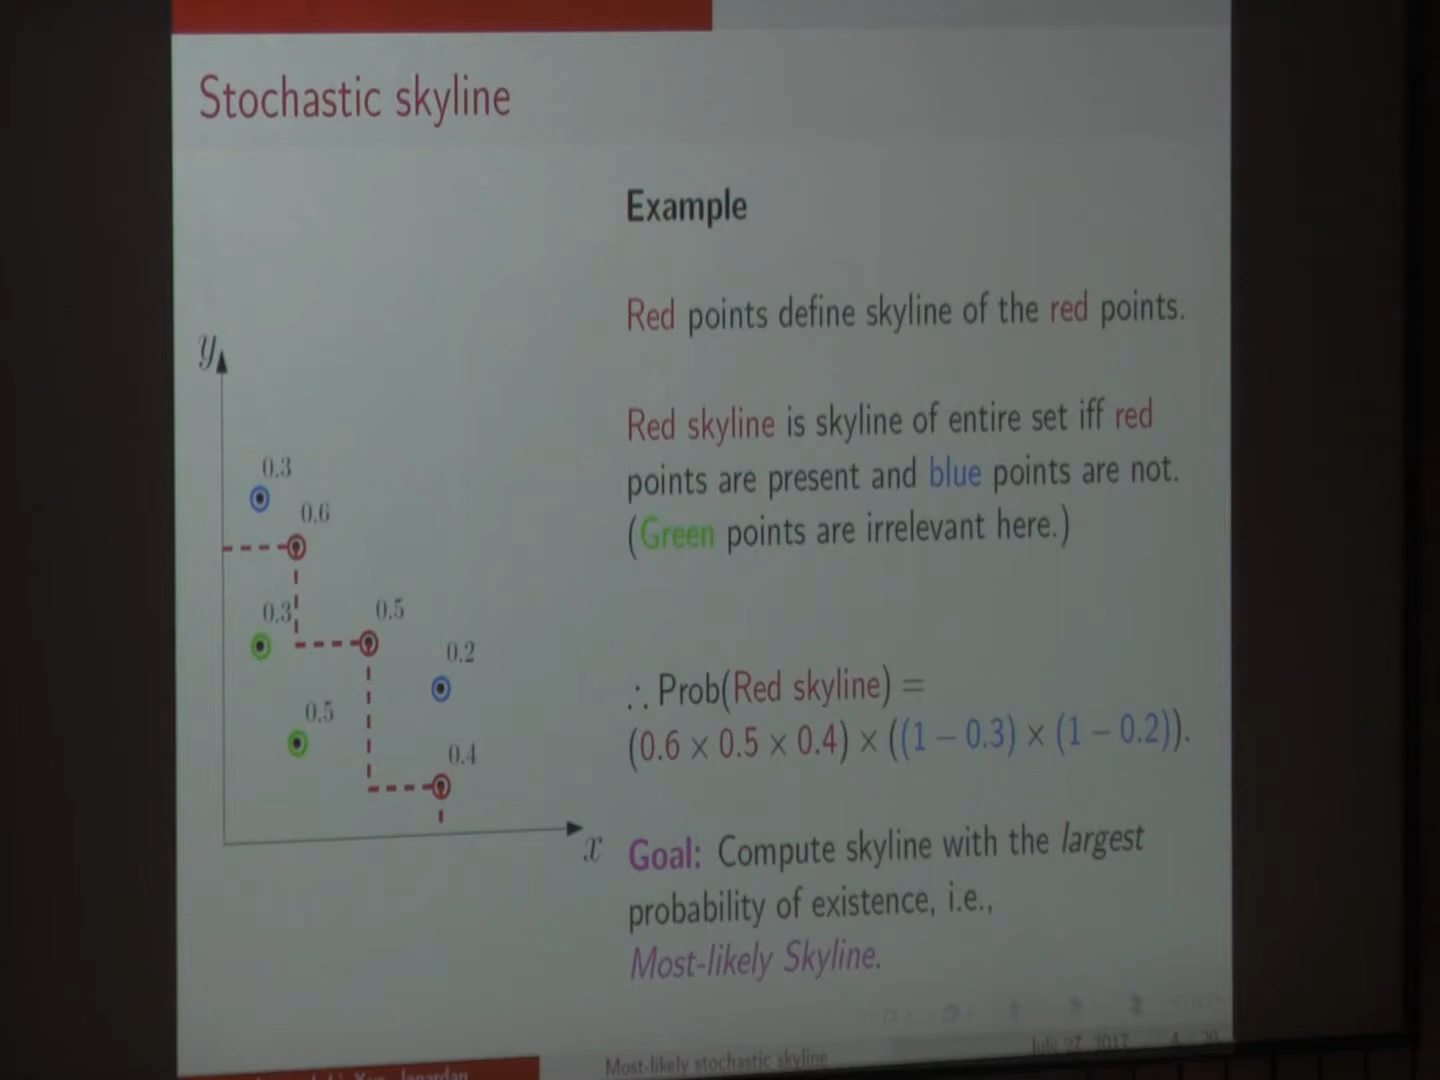 Stochastic skyline
Example
Red points define skyline of the red points.
Red skyline is skyline of entire set iff red
points are present and blue points are not.
(Green points are irrelevant here.)
∴ Prob(Red skyline) =
(0.6 × 0.5 × 0.4) × ((1 − 0.3) × (1 − 0.2)).
Goal: Compute skyline with the largest
probability of existence, i.e.,
Most-likely Skyline.
y
0.3
0.6
0.3
0.5
0.2
0.5
0.4
x
Most-likely stochastic skyline
July 27, 2017
Janardan